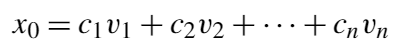 x₀ = c₁v₁ + c₂v₂ + ⋯ + cₙvₙ